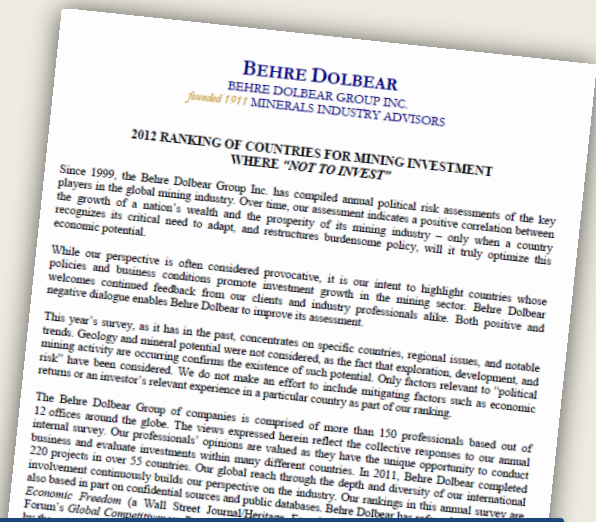 BEHRE DOLBEAR
BEHRE DOLBEAR GROUP INC.
founded 1911 MINERALS INDUSTRY ADVISORS
2012 RANKING OF COUNTRIES FOR MINING INVESTMENT
WHERE “NOT TO INVEST”
Since 1999, the Behre Dolbear Group Inc. has compiled annual political risk assessments of the key
players in the global mining industry. Over time, our assessment indicates a positive correlation between
the growth of a nation’s wealth and the prosperity of its mining industry – only when a country
recognizes its critical need to adapt, and restructures burdensome policy, will it truly optimize this
economic potential.
While our perspective is often considered provocative, it is our intent to highlight countries whose
policies and business conditions promote investment growth in the mining sector. Behre Dolbear
welcomes continued feedback from our clients and industry professionals alike. Both positive and
negative dialogue enables Behre Dolbear to improve its assessment.
This year’s survey, as it has in the past, concentrates on specific countries, regional issues, and notable
trends. Geology and mineral potential were not considered, as the fact that exploration, development, and
mining activity are occurring confirms the existence of such potential. Only factors relevant to “political
risk” have been considered. We do not make an effort to include mitigating factors such as economic
returns or an investor’s relevant experience in a particular country as part of our ranking.
The Behre Dolbear Group of companies is comprised of more than 150 professionals based out of
12 offices around the globe. The views expressed herein reflect the collective responses to our annual
internal survey. Our professionals’ opinions are valued as they have the unique opportunity to conduct
business and evaluate investments within many different countries. In 2011, Behre Dolbear completed
220 projects in over 55 countries. Our global reach through the depth and diversity of our international
involvement continuously builds our perspective on the industry. Our rankings in this annual survey are
also based in part on confidential sources and public databases. Behre Dolbear has
Economic Freedom (a Wall Street Journal/Heritage
Forum’s Global